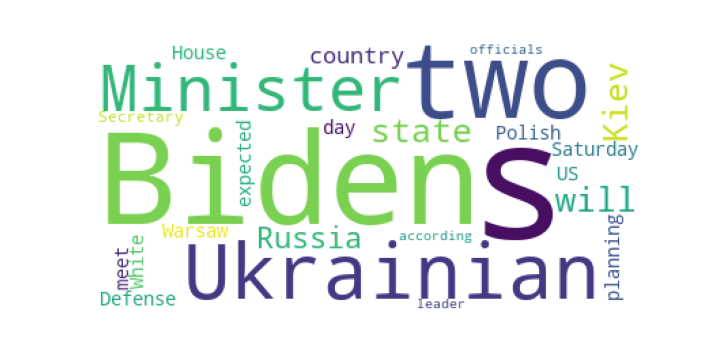 House
country
officials
Minister
two
Kiev
Secretary
day
state
Polish
Bidens
expected
Saturday
US
will
Warsaw
Russia
according
Ukrainian
meet
White
planning
Defense
leader